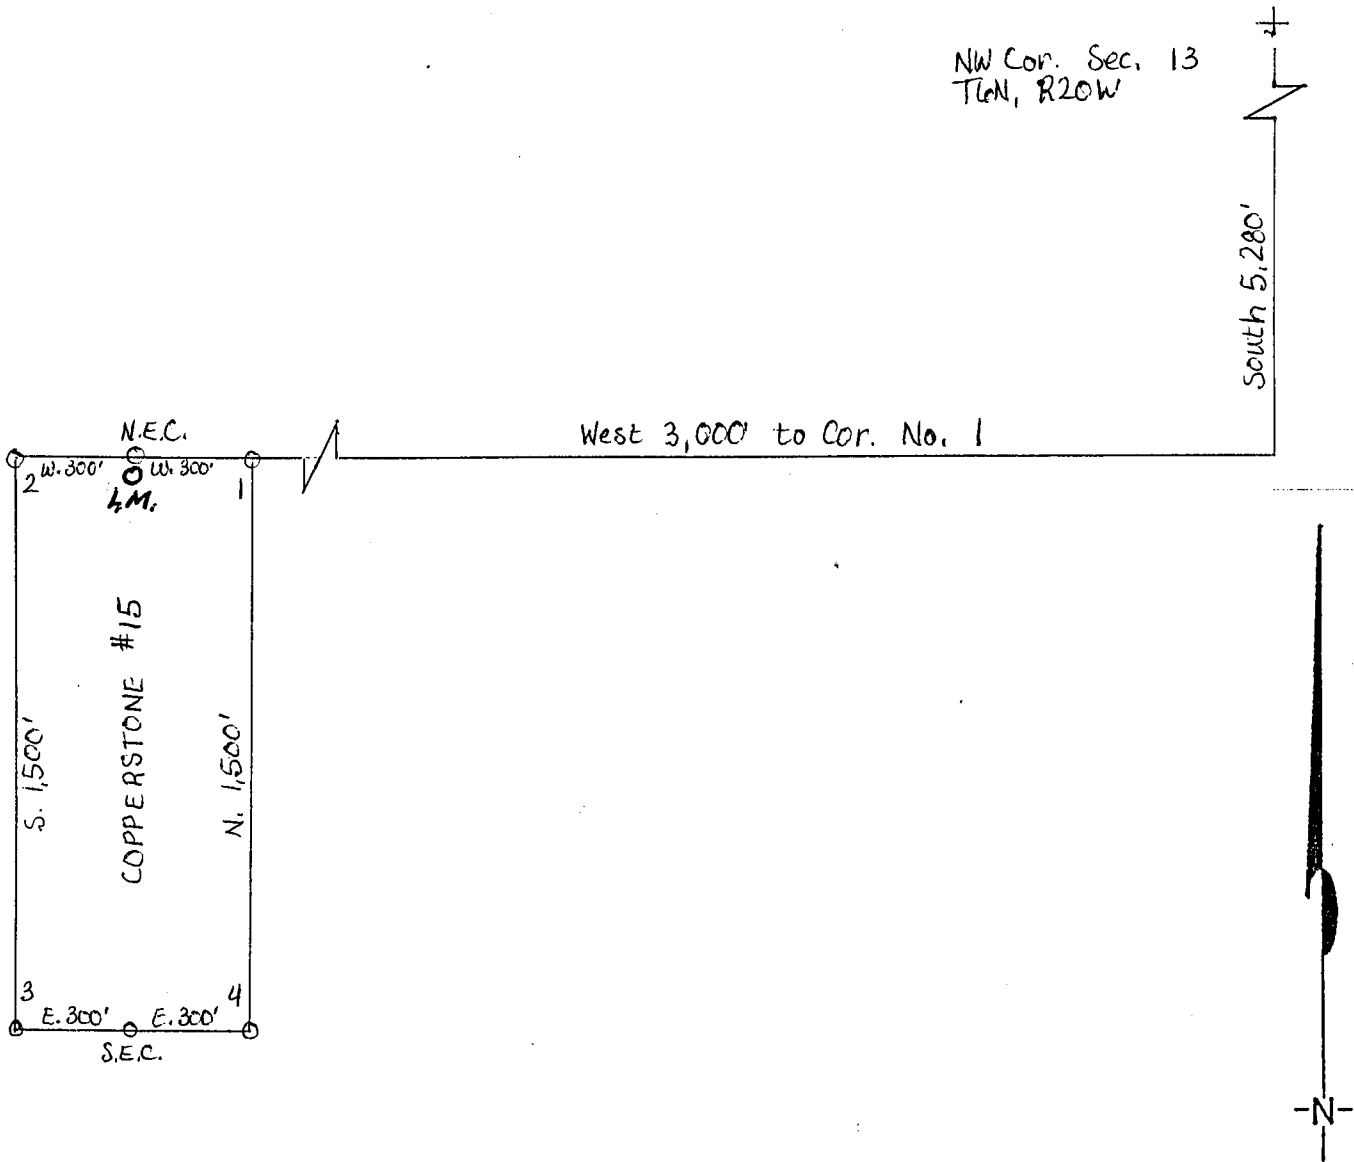 NW Cor. Sec. 13
T6N, R20W
South 5,280'
West 3,000' to Cor. No. 1
N.E.C.
W. 300' W. 300'
2 1
L.M.
COPPERSTONE #15
S. 1,500'
N. 1,500'
3 4
E. 300' E. 300'
S.E.C.
-N-